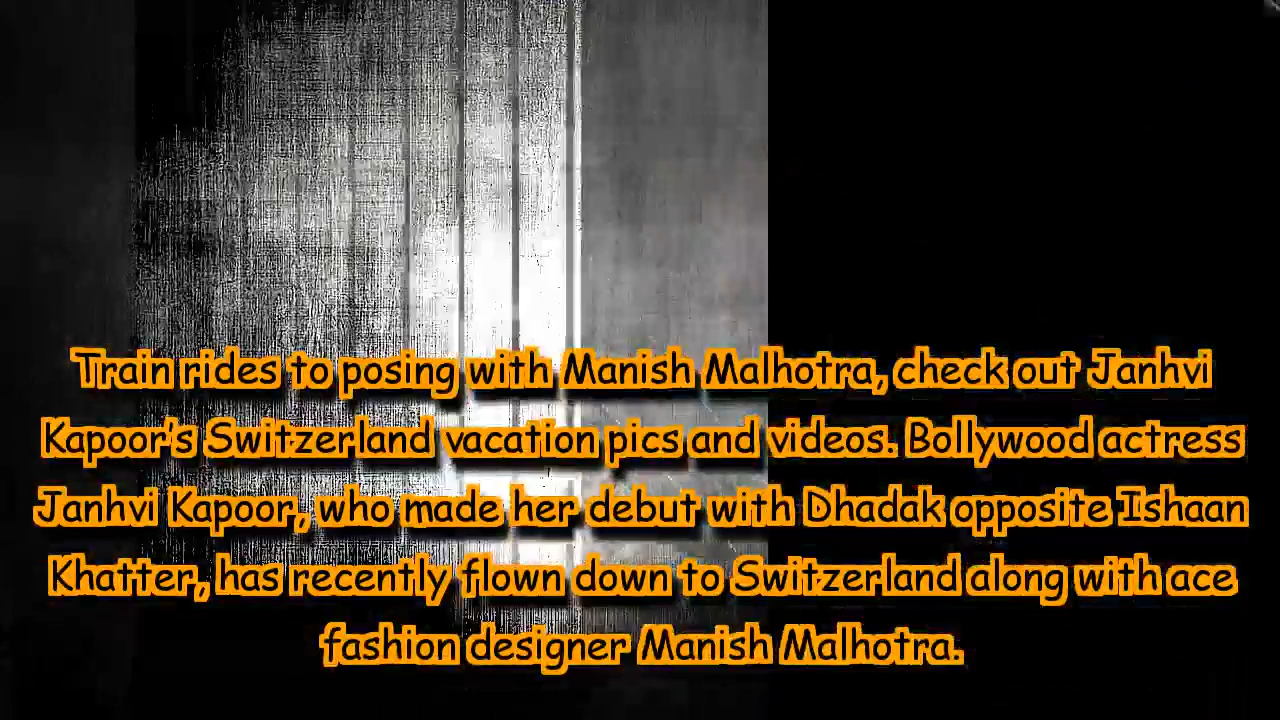 Train rides to posing with Manish Malhotra, check out Janhvi
Kapoor's Switzerland vacation pics and videos. Bollywood actress
Janhvi Kapoor, who made her debut with Dhadak opposite Ishaan
Khatter, has recently flown down to Switzerland along with ace
fashion designer Manish Malhotra.